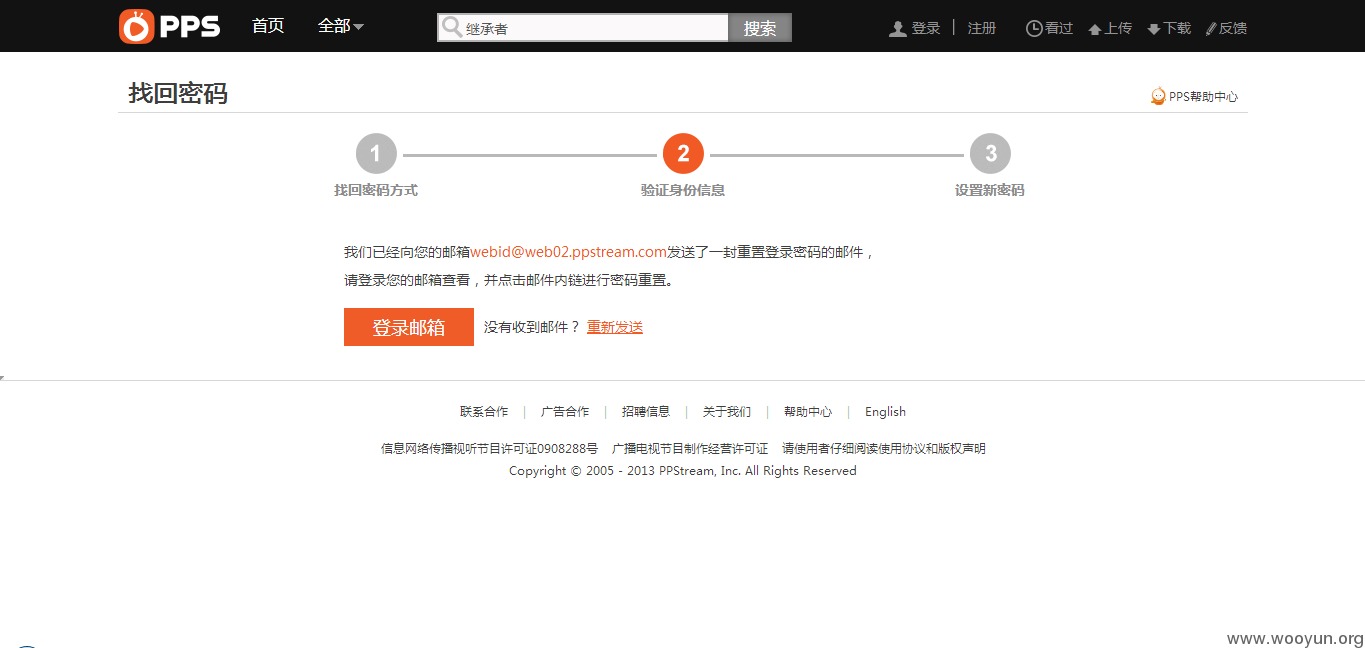 PPS 首页 全部 继承者 搜索 登录 | 注册 看过 上传 下载 反馈
找回密码
PPS帮助中心
1 2 3
找回密码方式 验证身份信息 设置新密码
我们已经向您的邮箱webid@web02.ppstream.com发送了一封重置登录密码的邮件，
请登录您的邮箱查看，并点击邮件内链进行密码重置。
登录邮箱 没有收到邮件？ 重新发送
联系合作 | 广告合作 | 招聘信息 | 关于我们 | 帮助中心 | English
信息网络传播视听节目许可证0908288号 广播电视节目制作经营许可证 请使用者仔细阅读使用协议和版权声明
Copyright © 2005 - 2013 PPStream, Inc. All Rights Reserved
www.wooyun.org